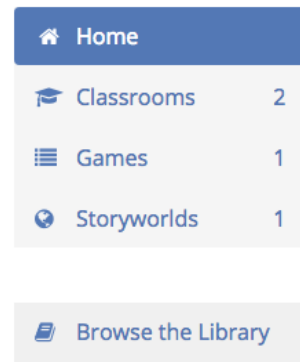 Home
Classrooms 2
Games 1
Storyworlds 1
Browse the Library